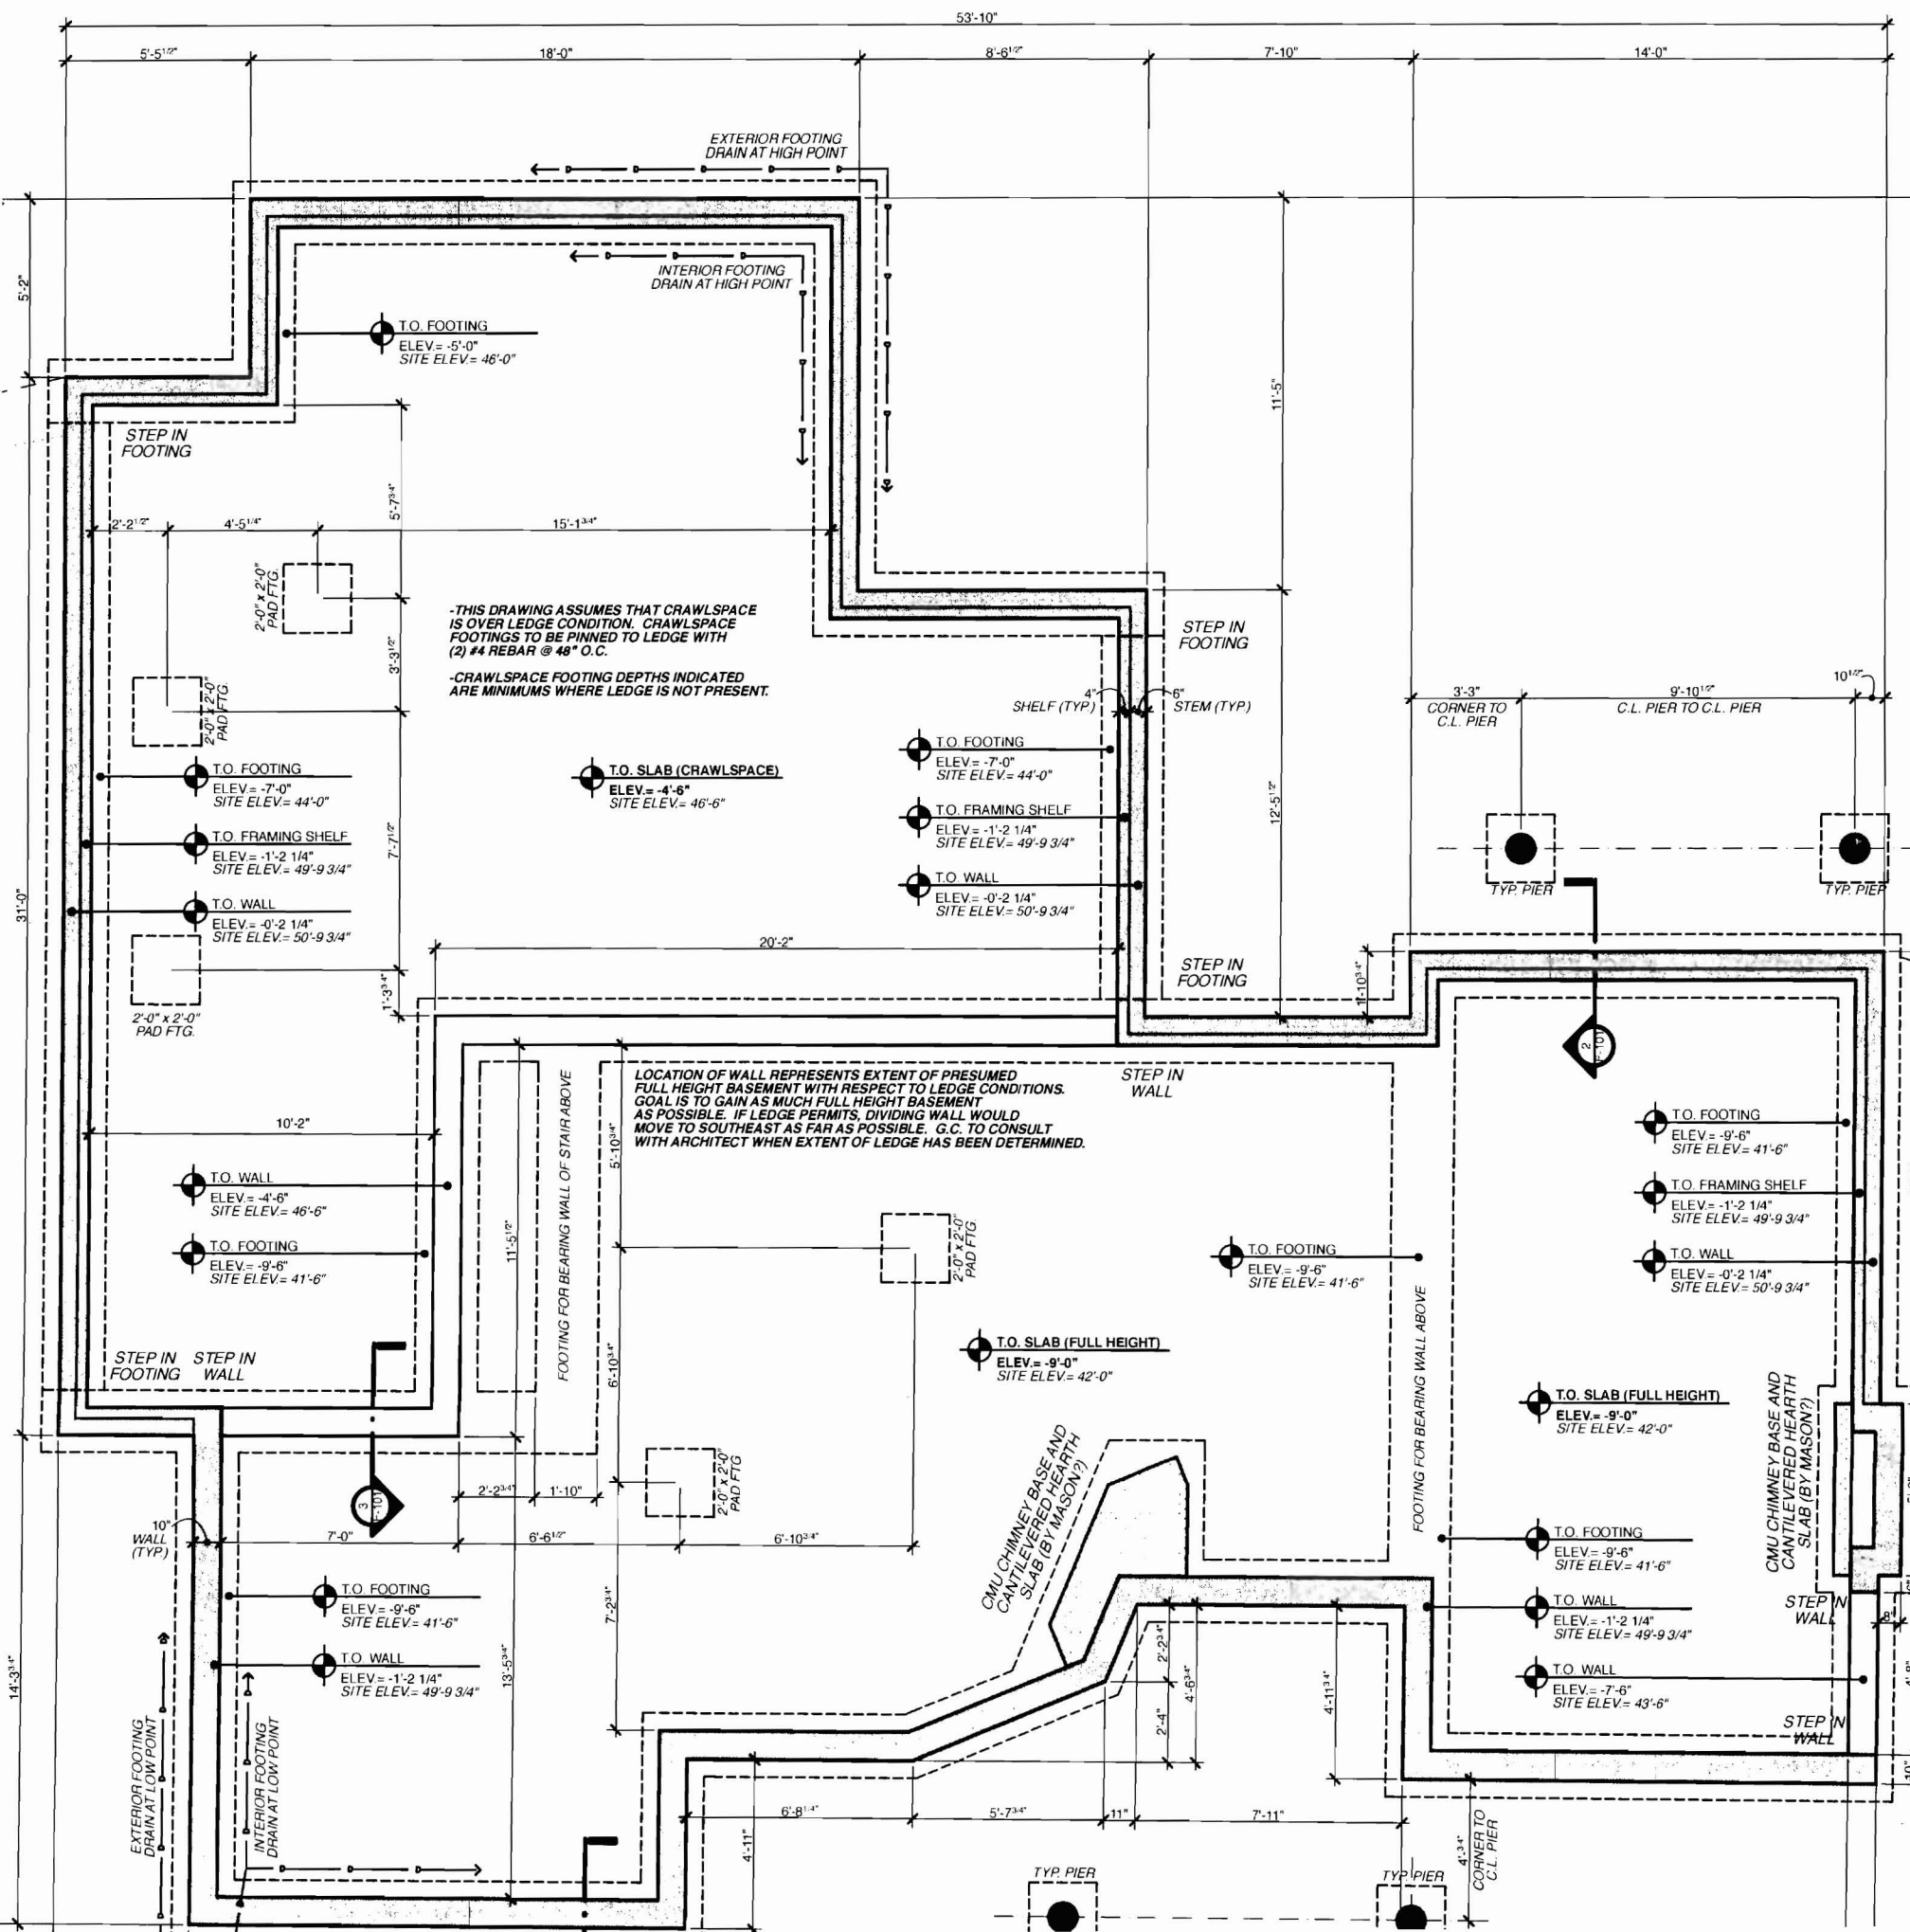 53'-10"
5'-5 1/2"
18'-0"
8'-6 1/2"
7'-10"
14'-0"
EXTERIOR FOOTING
DRAIN AT HIGH POINT
5'-2"
INTERIOR FOOTING
DRAIN AT HIGH POINT
T.O. FOOTING
ELEV.= -5'-0"
SITE ELEV.= 46'-0"
11'-5"
STEP IN
FOOTING
5'-7 3/4"
2'-2 1/2"
4'-5 1/4"
15'-1 3/4"
2'-0" x 2'-0"
PAD FTG.
-THIS DRAWING ASSUMES THAT CRAWLSPACE
IS OVER LEDGE CONDITION. CRAWLSPACE
FOOTINGS TO BE PINNED TO LEDGE WITH
(2) #4 REBAR @ 48" O.C.
-CRAWLSPACE FOOTING DEPTHS INDICATED
ARE MINIMUMS WHERE LEDGE IS NOT PRESENT.
3'-3 1/2"
STEP IN
FOOTING
2'-0" x 2'-0"
PAD FTG.
4"
SHELF (TYP.)
6"
STEM (TYP.)
3'-3"
CORNER TO
C.L. PIER
9'-10 1/2"
C.L. PIER TO C.L. PIER
10 1/2"
T.O. FOOTING
ELEV.= -7'-0"
SITE ELEV.= 44'-0"
T.O. FRAMING SHELF
ELEV.= -1'-2 1/4"
SITE ELEV.= 49'-9 3/4"
T.O. WALL
ELEV.= -0'-2 1/4"
SITE ELEV.= 50'-9 3/4"
T.O. SLAB (CRAWLSPACE)
ELEV.= -4'-6"
SITE ELEV.= 46'-6"
T.O. FOOTING
ELEV.= -7'-0"
SITE ELEV.= 44'-0"
T.O. FRAMING SHELF
ELEV.= -1'-2 1/4"
SITE ELEV.= 49'-9 3/4"
T.O. WALL
ELEV.= -0'-2 1/4"
SITE ELEV.= 50'-9 3/4"
7'-7 1/2"
12'-5 1/2"
31'-0"
TYP. PIER
TYP. PIER
20'-2"
1'-3 3/4"
2'-0" x 2'-0"
PAD FTG.
STEP IN
FOOTING
1'-10 3/4"
2
F-101
LOCATION OF WALL REPRESENTS EXTENT OF PRESUMED
FULL HEIGHT BASEMENT WITH RESPECT TO LEDGE CONDITIONS.
GOAL IS TO GAIN AS MUCH FULL HEIGHT BASEMENT
AS POSSIBLE. IF LEDGE PERMITS, DIVIDING WALL WOULD
MOVE TO SOUTHEAST AS FAR AS POSSIBLE. G.C. TO CONSULT
WITH ARCHITECT WHEN EXTENT OF LEDGE HAS BEEN DETERMINED.
STEP IN
WALL
FOOTING FOR BEARING WALL OF STAIR ABOVE
5'-10 3/4"
10'-2"
T.O. WALL
ELEV.= -4'-6"
SITE ELEV.= 46'-6"
T.O. FOOTING
ELEV.= -9'-6"
SITE ELEV.= 41'-6"
11'-5 1/2"
6'-10 3/4"
2'-0" x 2'-0"
PAD FTG.
T.O. FOOTING
ELEV.= -9'-6"
SITE ELEV.= 41'-6"
T.O. FOOTING
ELEV.= -9'-6"
SITE ELEV.= 41'-6"
T.O. FRAMING SHELF
ELEV.= -1'-2 1/4"
SITE ELEV.= 49'-9 3/4"
T.O. WALL
ELEV.= -0'-2 1/4"
SITE ELEV.= 50'-9 3/4"
T.O. SLAB (FULL HEIGHT)
ELEV.= -9'-0"
SITE ELEV.= 42'-0"
FOOTING FOR BEARING WALL ABOVE
T.O. SLAB (FULL HEIGHT)
ELEV.= -9'-0"
SITE ELEV.= 42'-0"
CMU CHIMNEY BASE AND
CANTILEVERED HEARTH
SLAB (BY MASON?)
STEP IN
FOOTING
STEP IN
WALL
3
F-101
2'-2 3/4"
1'-10"
2'-0" x 2'-0"
PAD FTG
CMU CHIMNEY BASE AND
CANTILEVERED HEARTH
SLAB (BY MASON?)
10"
WALL
(TYP.)
7'-0"
6'-6 1/2"
6'-10 3/4"
T.O. FOOTING
ELEV.= -9'-6"
SITE ELEV.= 41'-6"
T.O. WALL
ELEV.= -1'-2 1/4"
SITE ELEV.= 49'-9 3/4"
T.O. WALL
ELEV.= -7'-6"
SITE ELEV.= 43'-6"
STEP IN
WALL
8"
STEP IN
WALL
10"
T.O. FOOTING
ELEV.= -9'-6"
SITE ELEV.= 41'-6"
T.O. WALL
ELEV.= -1'-2 1/4"
SITE ELEV.= 49'-9 3/4"
7'-2 3/4"
13'-5 3/4"
14'-3 3/4"
2'-2 3/4"
4'-6 3/4"
2'-4"
4'-11 3/4"
EXTERIOR FOOTING
DRAIN AT LOW POINT
INTERIOR FOOTING
DRAIN AT LOW POINT
6'-8 1/4"
5'-7 3/4"
11"
7'-11"
4'-11"
4'-3/4"
CORNER TO
C.L. PIER
TYP. PIER
TYP. PIER